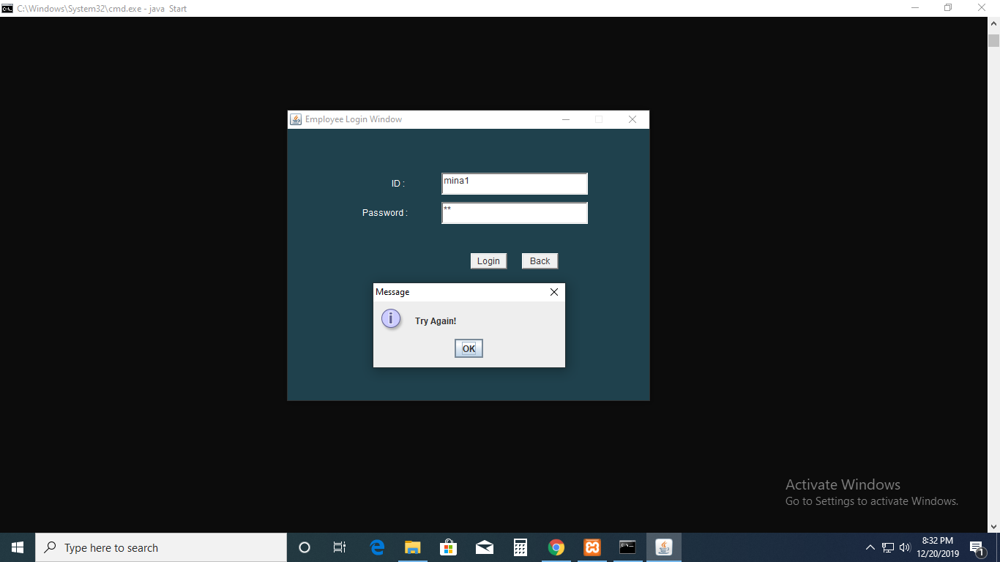 C:\Windows\System32\cmd.exe - java  Start
Employee Login Window
ID :
mina1
Password :
**
Login
Back
Message
Try Again!
OK
Activate Windows
Go to Settings to activate Windows.
Type here to search
8:32 PM
12/20/2019
1